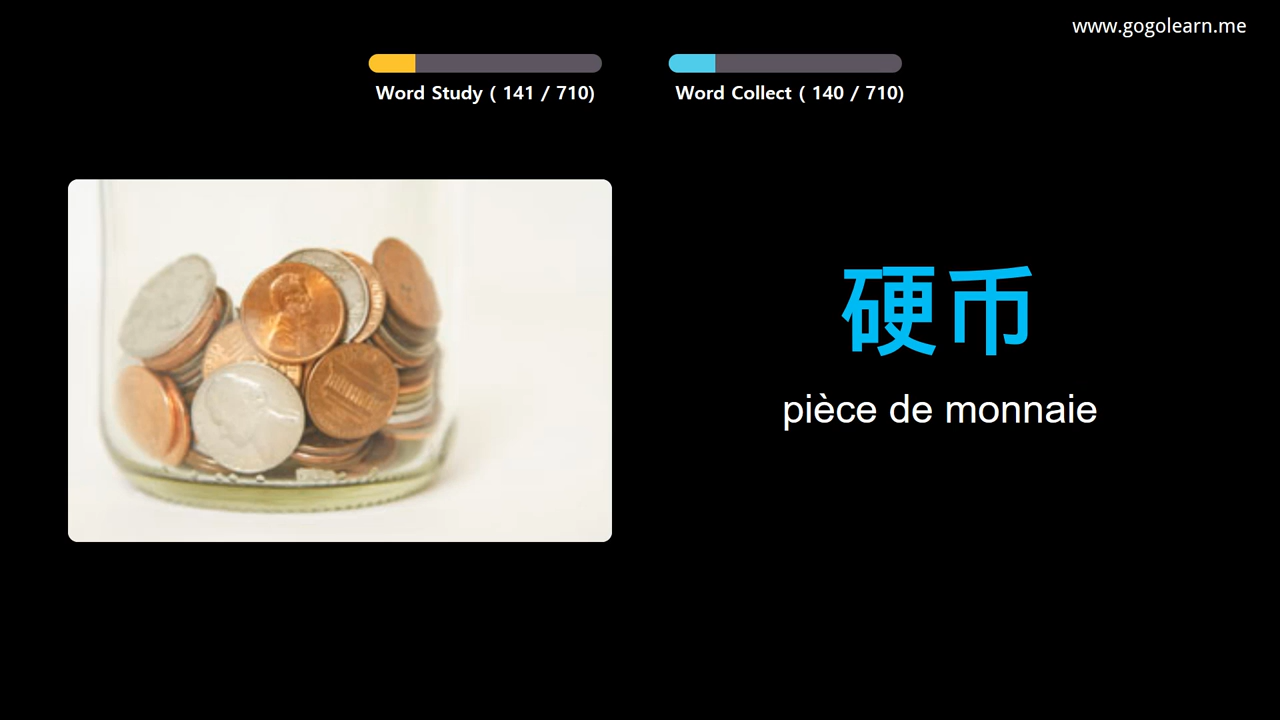 www.gogolearn.me
Word Study ( 141 / 710)
Word Collect ( 140 / 710)
硬币
pièce de monnaie